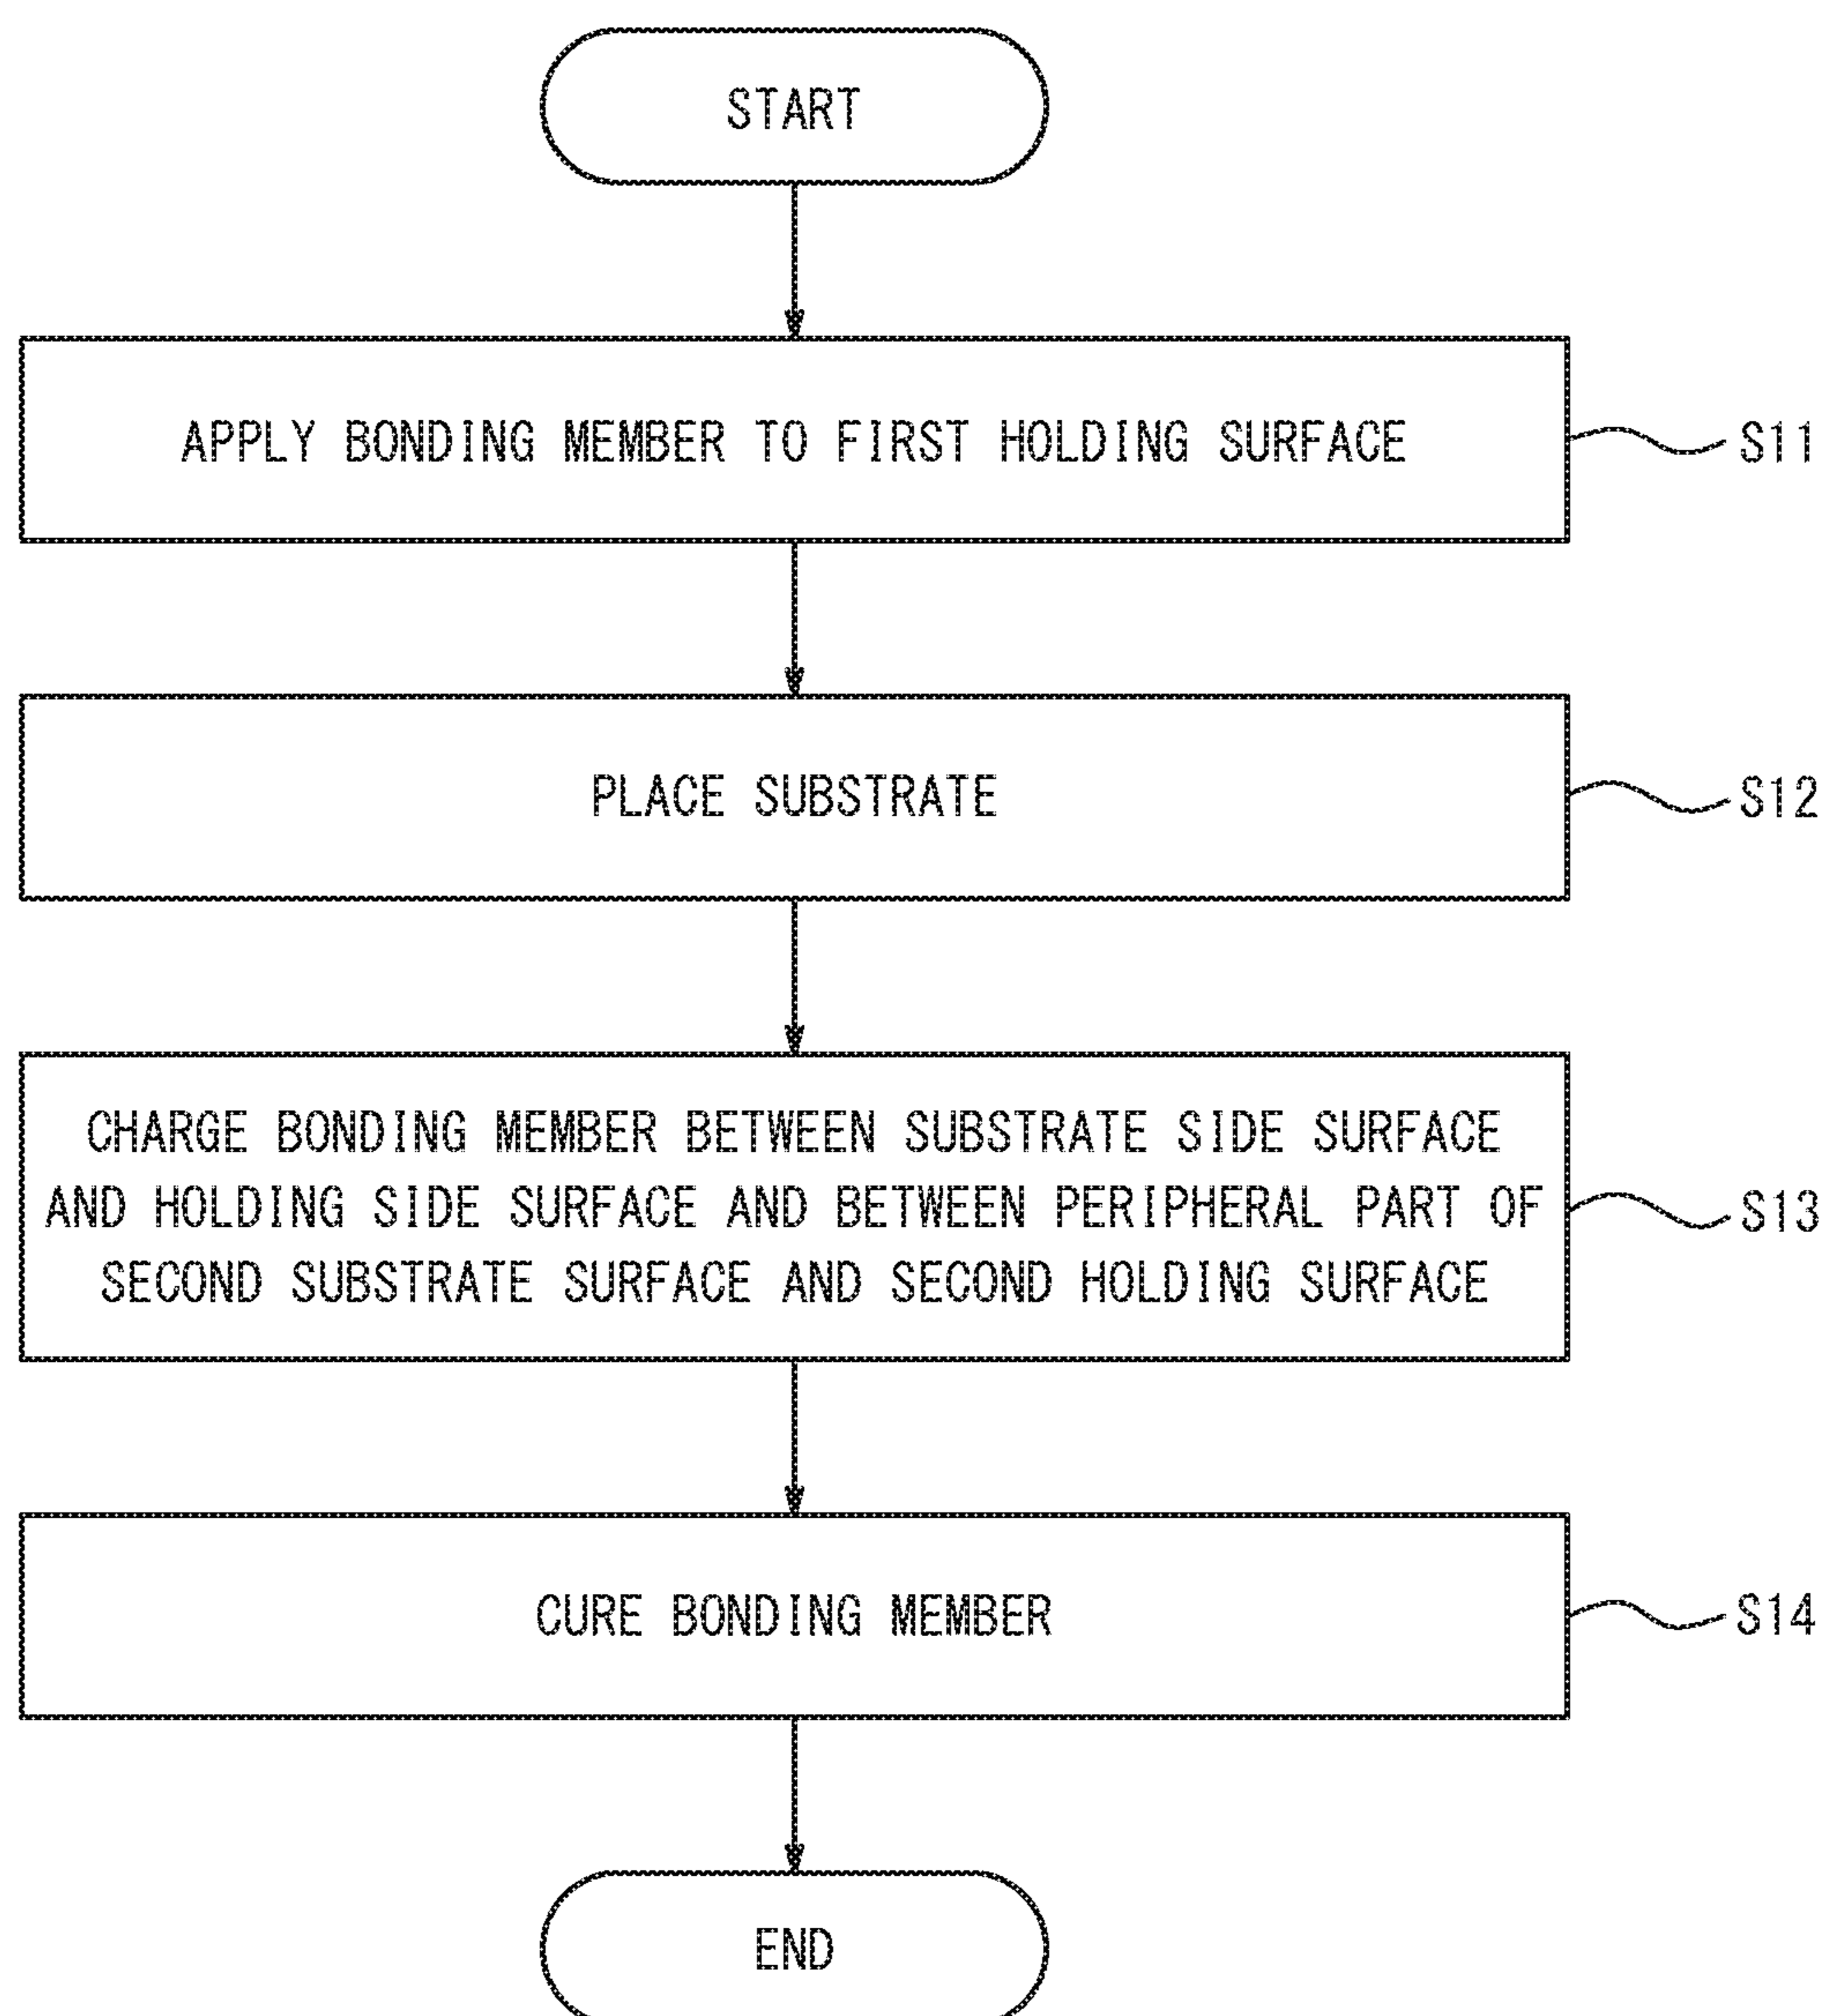 START
APPLY BONDING MEMBER TO FIRST HOLDING SURFACE
S11
PLACE SUBSTRATE
S12
CHARGE BONDING MEMBER BETWEEN SUBSTRATE SIDE SURFACE
AND HOLDING SIDE SURFACE AND BETWEEN PERIPHERAL PART OF
SECOND SUBSTRATE SURFACE AND SECOND HOLDING SURFACE
S13
CURE BONDING MEMBER
S14
END